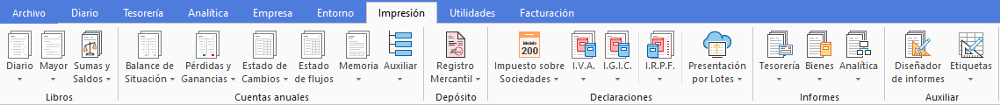 Archivo Diario Tesorería Analítica Empresa Entorno Impresión Utilidades Facturación
Modelo
200
Diario Mayor Sumas y Saldos Balance de Situación Pérdidas y Ganancias Estado de Cambios Estado de flujos Memoria Auxiliar Registro Mercantil Impuesto sobre Sociedades I.V.A. I.G.I.C. I.R.P.F. Presentación por Lotes Tesorería Bienes Analítica Diseñador de informes Etiquetas
Libros Cuentas anuales Depósito Declaraciones Informes Auxiliar